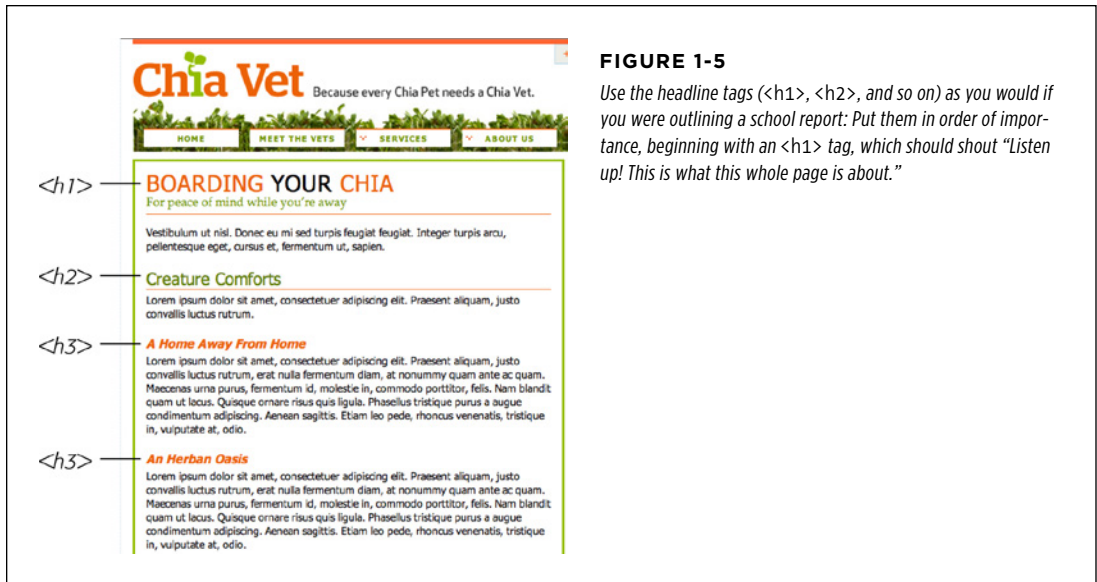 Chia Vet Because every Chia Pet needs a Chia Vet.
HOME MEET THE VETS SERVICES ABOUT US
<h1> BOARDING YOUR CHIA
For peace of mind while you're away
Vestibulum ut nisl. Donec eu mi sed turpis feugiat feugiat. Integer turpis arcu,
pellentesque eget, cursus et, fermentum ut, sapien.
<h2> Creature Comforts
Lorem ipsum dolor sit amet, consectetuer adipiscing elit. Praesent aliquam, justo
convallis luctus rutrum.
<h3> A Home Away From Home
Lorem ipsum dolor sit amet, consectetuer adipiscing elit. Praesent aliquam, justo
convallis luctus rutrum, erat nulla fermentum diam, at nonummy quam ante ac quam.
Maecenas urna purus, fermentum id, molestie in, commodo porttitor, felis. Nam blandit
quam ut lacus. Quisque ornare risus quis ligula. Phasellus tristique purus a augue
condimentum adipiscing. Aenean sagittis. Etiam leo pede, rhoncus venenatis, tristique
in, vulputate at, odio.
<h3> An Herban Oasis
Lorem ipsum dolor sit amet, consectetuer adipiscing elit. Praesent aliquam, justo
convallis luctus rutrum, erat nulla fermentum diam, at nonummy quam ante ac quam.
Maecenas urna purus, fermentum id, molestie in, commodo porttitor, felis. Nam blandit
quam ut lacus. Quisque ornare risus quis ligula. Phasellus tristique purus a augue
condimentum adipiscing. Aenean sagittis. Etiam leo pede, rhoncus venenatis, tristique
in, vulputate at, odio.
FIGURE 1-5
Use the headline tags (<h1>, <h2>, and so on) as you would if
you were outlining a school report: Put them in order of impor-
tance, beginning with an <h1> tag, which should shout “Listen
up! This is what this whole page is about.”